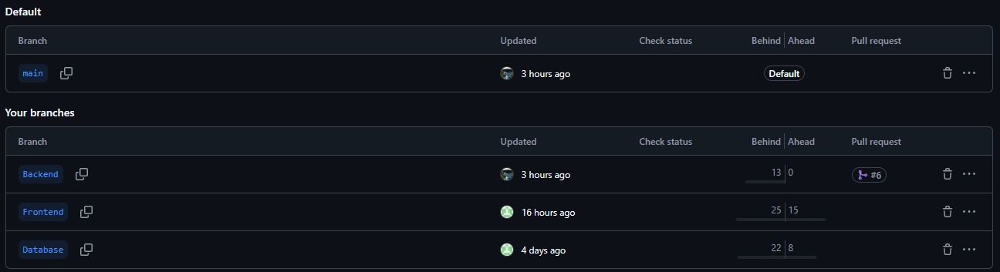 Default
Branch Updated Check status Behind Ahead Pull request
main 3 hours ago Default
Your branches
Branch Updated Check status Behind Ahead Pull request
Backend 3 hours ago 13 0 #6
Frontend 16 hours ago 25 15
Database 4 days ago 22 8